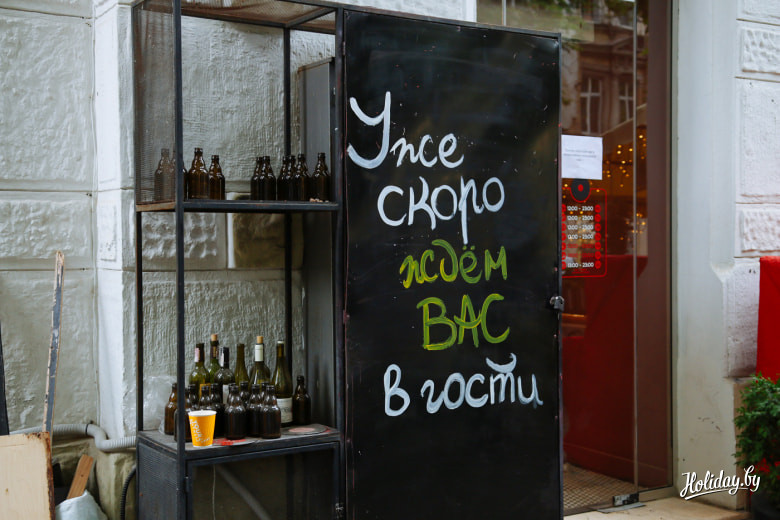 Уже
скоро
ждём
ВАС
в гости
Holiday.by